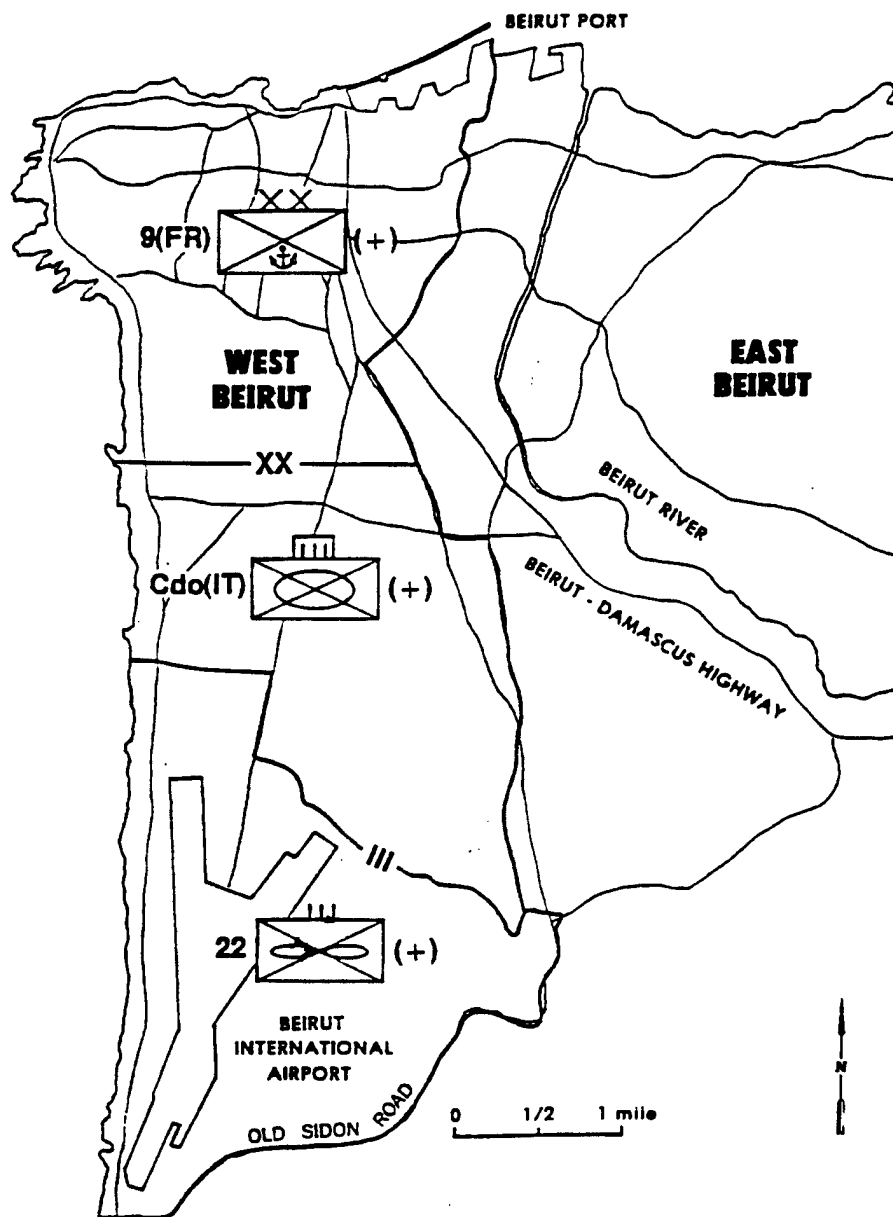 BEIRUT PORT
XX
9(FR) (+)
WEST
BEIRUT
EAST
BEIRUT
XX
BEIRUT RIVER
Cdo(IT) (+)
BEIRUT - DAMASCUS HIGHWAY
III
III
22 (+)
BEIRUT
INTERNATIONAL
AIRPORT
OLD SIDON ROAD
0 1/2 1 mile
N